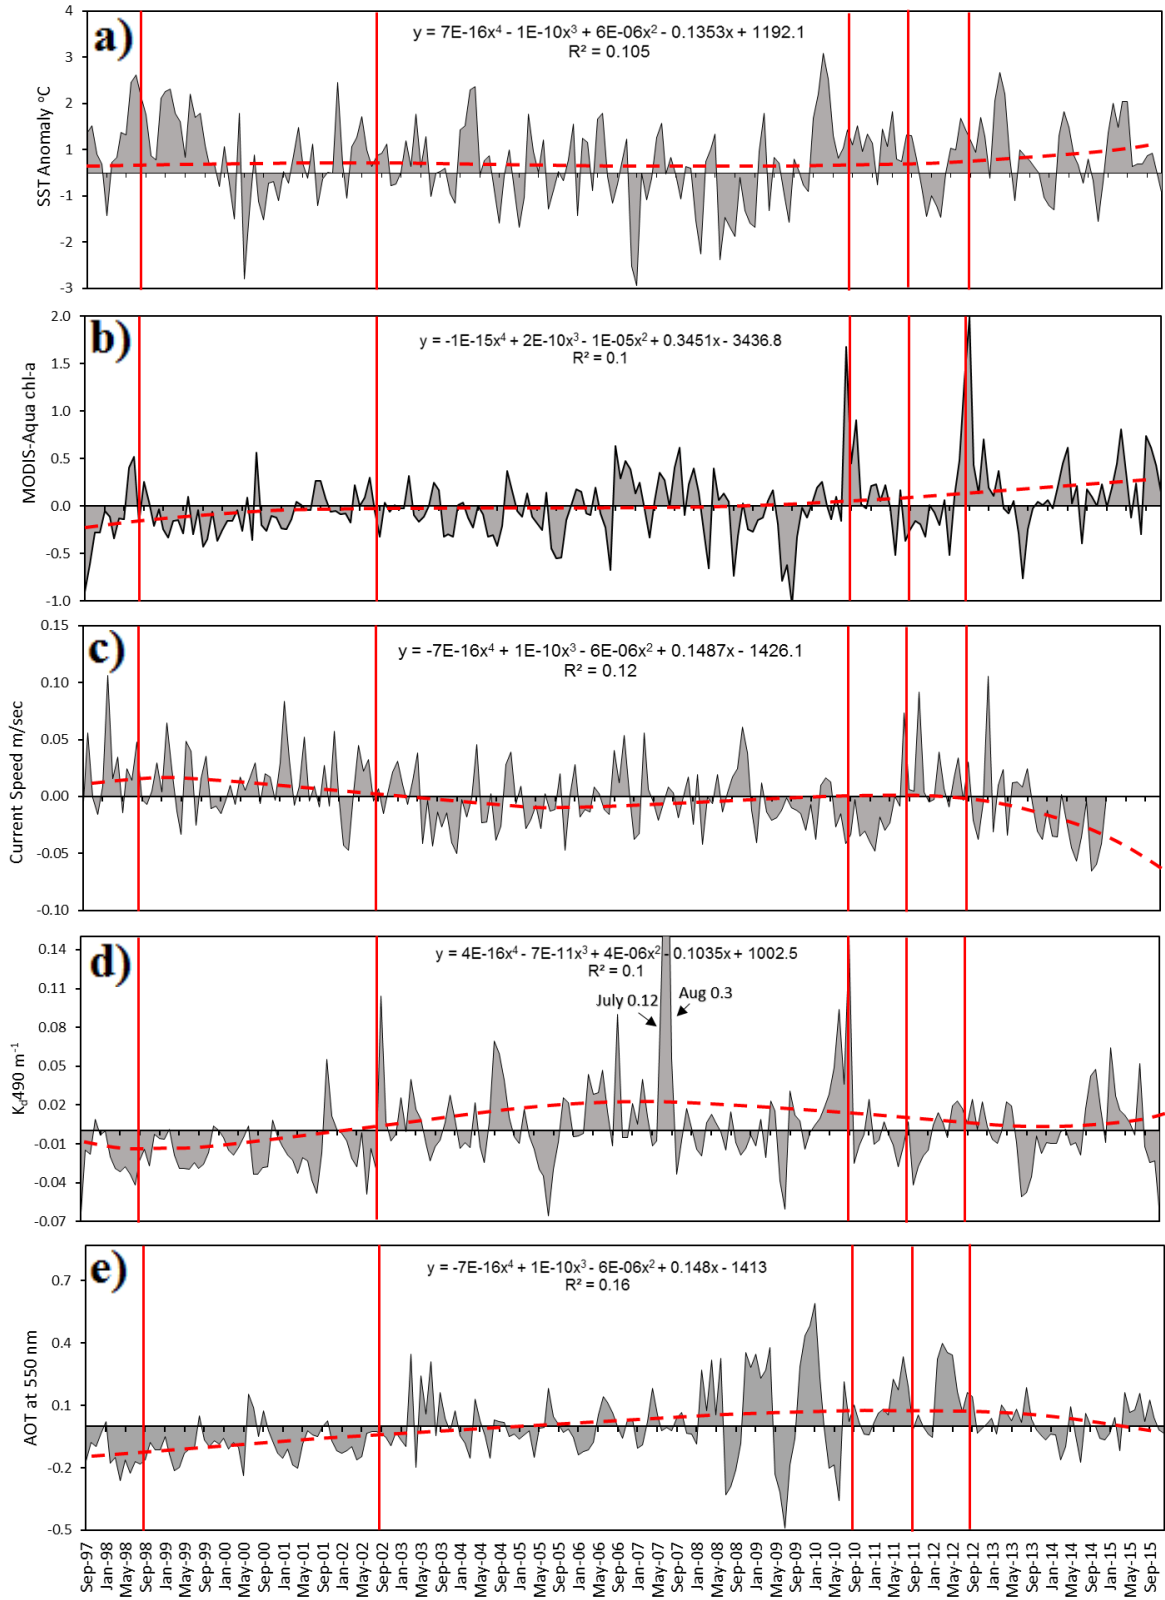 a)
y = 7E-16x⁴ - 1E-10x³ + 6E-06x² - 0.1353x + 1192.1
R² = 0.105
SST Anomaly °C
4
3
2
1
-1
-2
-3
b)
y = -1E-15x⁴ + 2E-10x³ - 1E-05x² + 0.3451x - 3436.8
R² = 0.1
MODIS-Aqua chl-a
2.0
1.5
1.0
0.5
0.0
-0.5
-1.0
c)
y = -7E-16x⁴ + 1E-10x³ - 6E-06x² + 0.1487x - 1426.1
R² = 0.12
Current Speed m/sec
0.15
0.10
0.05
0.00
-0.05
-0.10
d)
y = 4E-16x⁴ - 7E-11x³ + 4E-06x² - 0.1035x + 1002.5
R² = 0.1
July 0.12
Aug 0.3
Kd490 m⁻¹
0.14
0.11
0.08
0.05
0.02
-0.01
-0.04
-0.07
e)
y = -7E-16x⁴ + 1E-10x³ - 6E-06x² + 0.148x - 1413
R² = 0.16
AOT at 550 nm
0.7
0.4
0.1
-0.2
-0.5
Sep-97
Jan-98
May-98
Sep-98
Jan-99
May-99
Sep-99
Jan-00
May-00
Sep-00
Jan-01
May-01
Sep-01
Jan-02
May-02
Sep-02
Jan-03
May-03
Sep-03
Jan-04
May-04
Sep-04
Jan-05
May-05
Sep-05
Jan-06
May-06
Sep-06
Jan-07
May-07
Sep-07
Jan-08
May-08
Sep-08
Jan-09
May-09
Sep-09
Jan-10
May-10
Sep-10
Jan-11
May-11
Sep-11
Jan-12
May-12
Sep-12
Jan-13
May-13
Sep-13
Jan-14
May-14
Sep-14
Jan-15
May-15
Sep-15